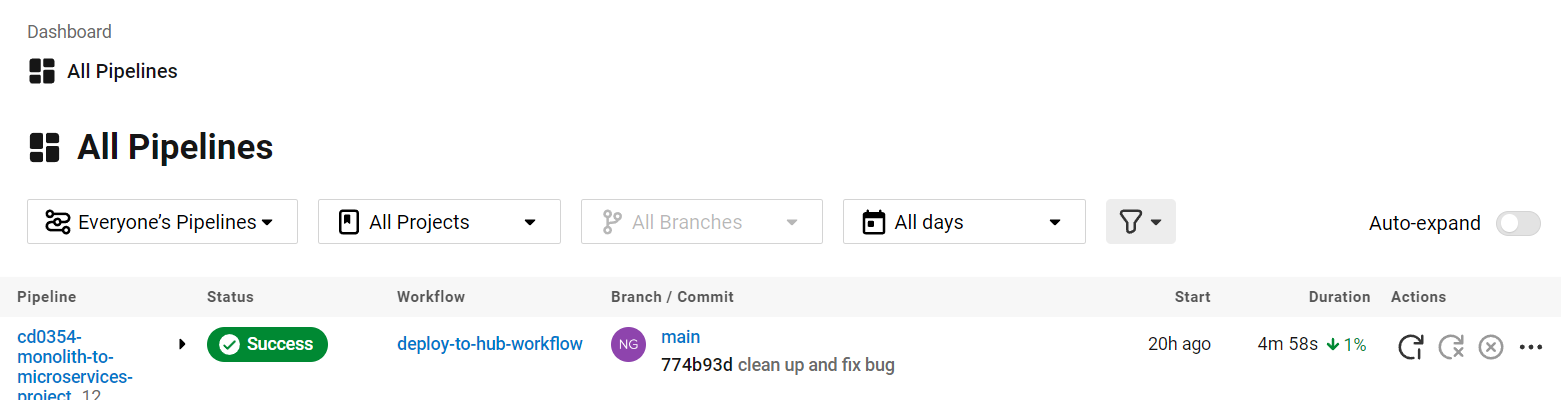 Dashboard
All Pipelines
All Pipelines
Everyone’s Pipelines
All Projects
All Branches
All days
Auto-expand
Pipeline Status Workflow Branch / Commit Start Duration Actions
cd0354-
monolith-to-
microservices-
project 12
Success
deploy-to-hub-workflow
NG
main
774b93d clean up and fix bug
20h ago
4m 58s 1%